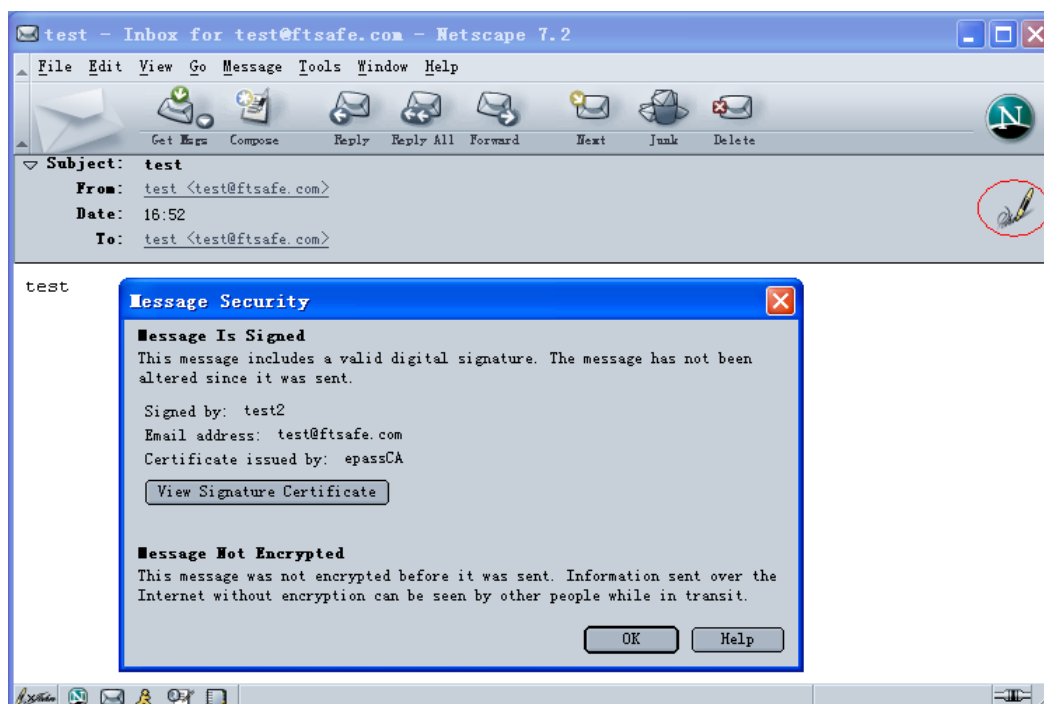 test - Inbox for test@ftsafe.com - Netscape 7.2
File Edit View Go Message Tools Window Help
Get Msgs Compose Reply Reply All Forward Next Junk Delete
N
Subject: test
From: test <test@ftsafe.com>
Date: 16:52
To: test <test@ftsafe.com>
test
Message Security
Message Is Signed
This message includes a valid digital signature. The message has not been
altered since it was sent.
Signed by: test2
Email address: test@ftsafe.com
Certificate issued by: epassCA
View Signature Certificate
Message Not Encrypted
This message was not encrypted before it was sent. Information sent over the
Internet without encryption can be seen by other people while in transit.
OK Help